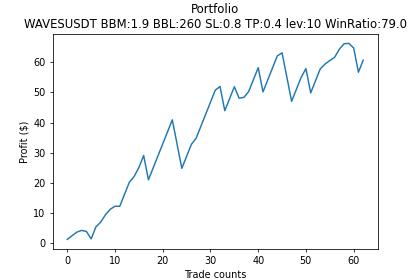 Portfolio
WAVESUSDT BBM:1.9 BBL:260 SL:0.8 TP:0.4 lev:10 WinRatio:79.0
Profit ($)
60
50
40
30
20
10
0
0 10 20 30 40 50 60
Trade counts